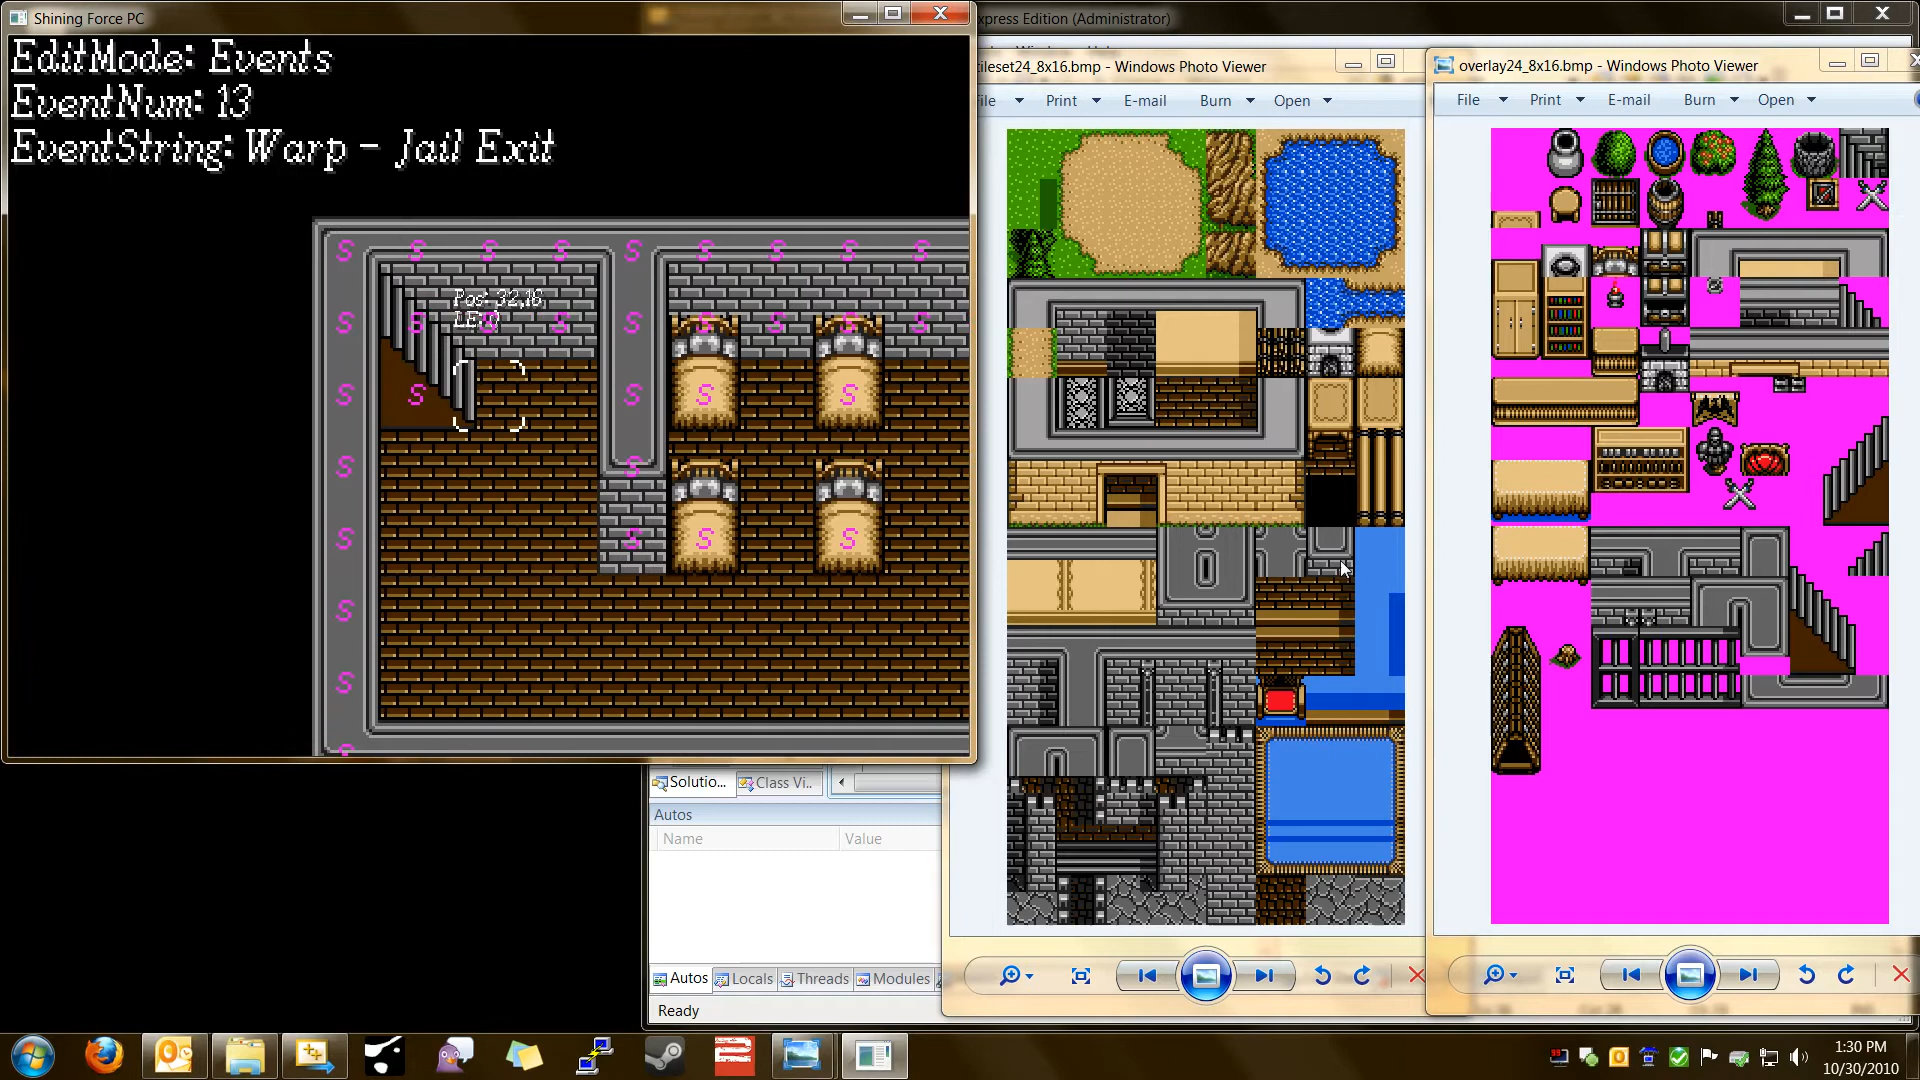 Shining Force PC
EditMode: Events
EventNum: 13
EventString: Warp - Jail Exit
S S S S S S S S S
Pos: 32,16
S S S S S S S
S S S S
S S
S S S S
S
S
S
xpress Edition (Administrator)
tileset24_8x16.bmp - Windows Photo Viewer
File Print E-mail Burn Open
overlay24_8x16.bmp - Windows Photo Viewer
File Print E-mail Burn Open
Solutio... Class Vi...
Autos
Name Value
Autos Locals Threads Modules
Ready
1:30 PM
10/30/2010